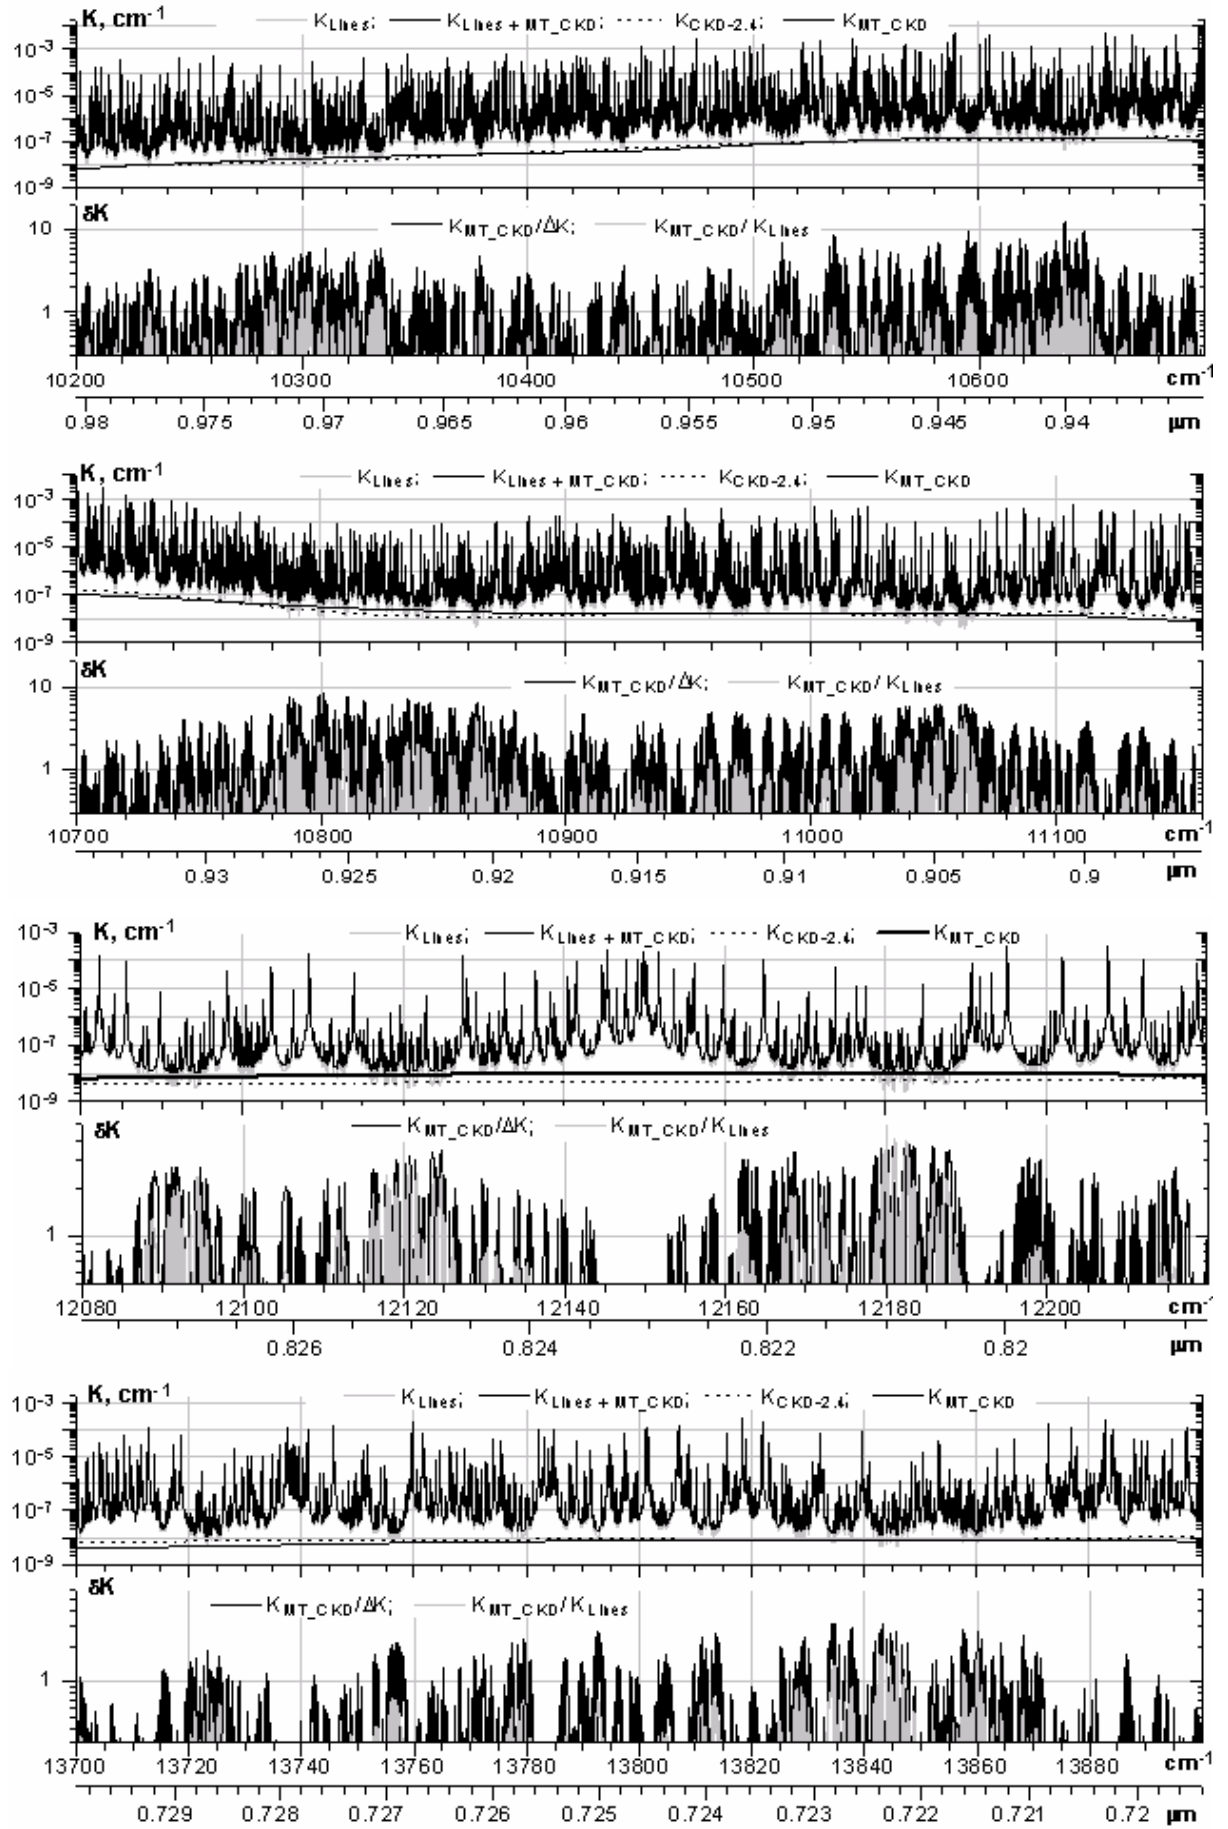 K, cm-1 KLines; KLines + MT_CKD; KCKD-2.4; KMT_CKD
10-3
10-5
10-7
10-9
δK KMT_CKD/ΔK; KMT_CKD/ KLines
10
1
10200 10300 10400 10500 10600 cm-1
0.98 0.975 0.97 0.965 0.96 0.955 0.95 0.945 0.94 µm
K, cm-1 KLines; KLines + MT_CKD; KCKD-2.4; KMT_CKD
10-3
10-5
10-7
10-9
δK KMT_CKD/ΔK; KMT_CKD/ KLines
10
1
10700 10800 10900 11000 11100 cm-1
0.93 0.925 0.92 0.915 0.91 0.905 0.9 µm
K, cm-1 KLines; KLines + MT_CKD; KCKD-2.4; KMT_CKD
10-3
10-5
10-7
10-9
δK KMT_CKD/ΔK; KMT_CKD/ KLines
1
12080 12100 12120 12140 12160 12180 12200 cm-1
0.826 0.824 0.822 0.82 µm
K, cm-1 KLines; KLines + MT_CKD; KCKD-2.4; KMT_CKD
10-3
10-5
10-7
10-9
δK KMT_CKD/ΔK; KMT_CKD/KLines
1
13700 13720 13740 13760 13780 13800 13820 13840 13860 13880 cm-1
0.729 0.728 0.727 0.726 0.725 0.724 0.723 0.722 0.721 0.72 µm